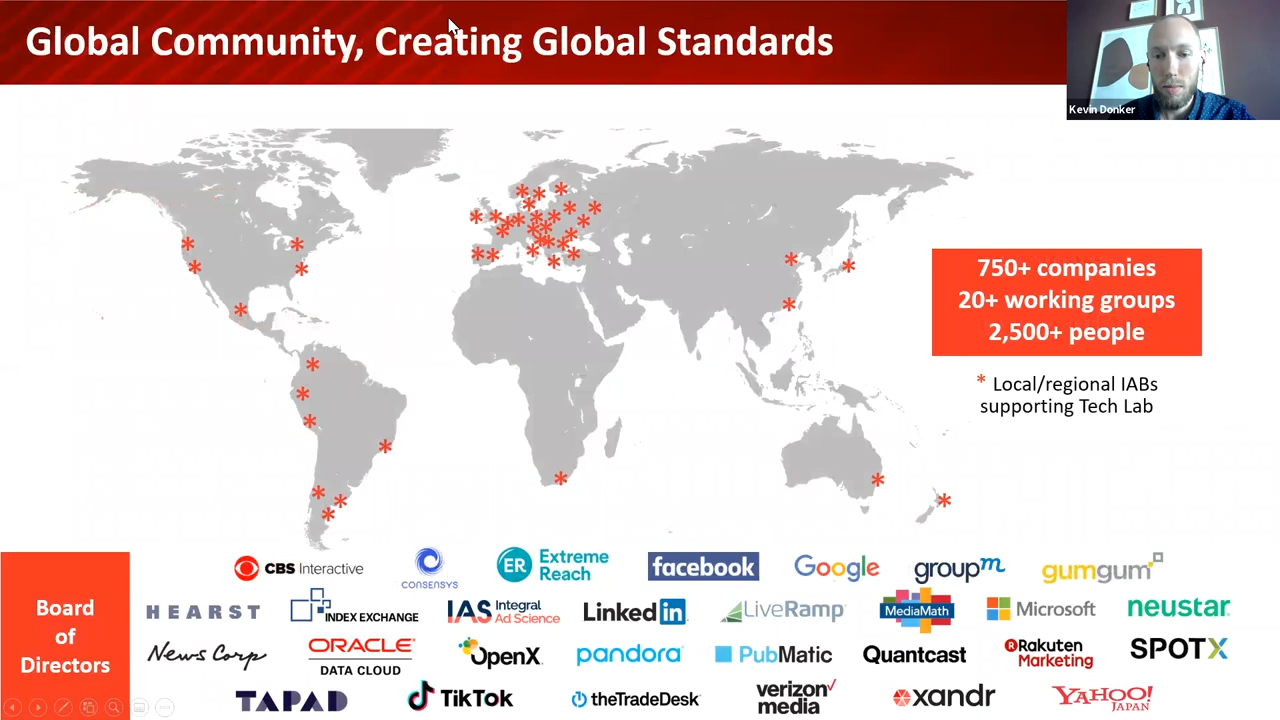 Global Community, Creating Global Standards
Kevin Donker
750+ companies
20+ working groups
2,500+ people
* Local/regional IABs
supporting Tech Lab
Board
of
Directors
CBS Interactive
CONSENSYS
ER Extreme
Reach
facebook
Google
groupm
gumgum
HEARST
INDEX EXCHANGE
IAS Integral
Ad Science
Linked in
LiveRamp
MediaMath
Microsoft
neustar
News Corp
ORACLE
DATA CLOUD
OpenX
pandora
PubMatic
Quantcast
R Rakuten
Marketing
SPOTX
TAPAD
TikTok
theTradeDesk
verizon
media
xandr
YAHOO!
JAPAN